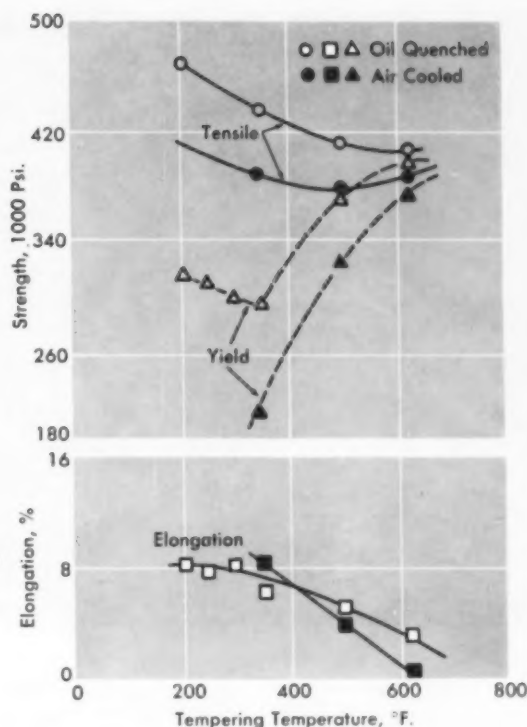 500
○ □ △ Oil Quenched
● ■ ▲ Air Cooled
420
Tensile
340
260
Yield
180
Strength, 1000 Psi.
16
Elongation
8
0
Elongation, %
0 200 400 600 800
Tempering Temperature, °F.